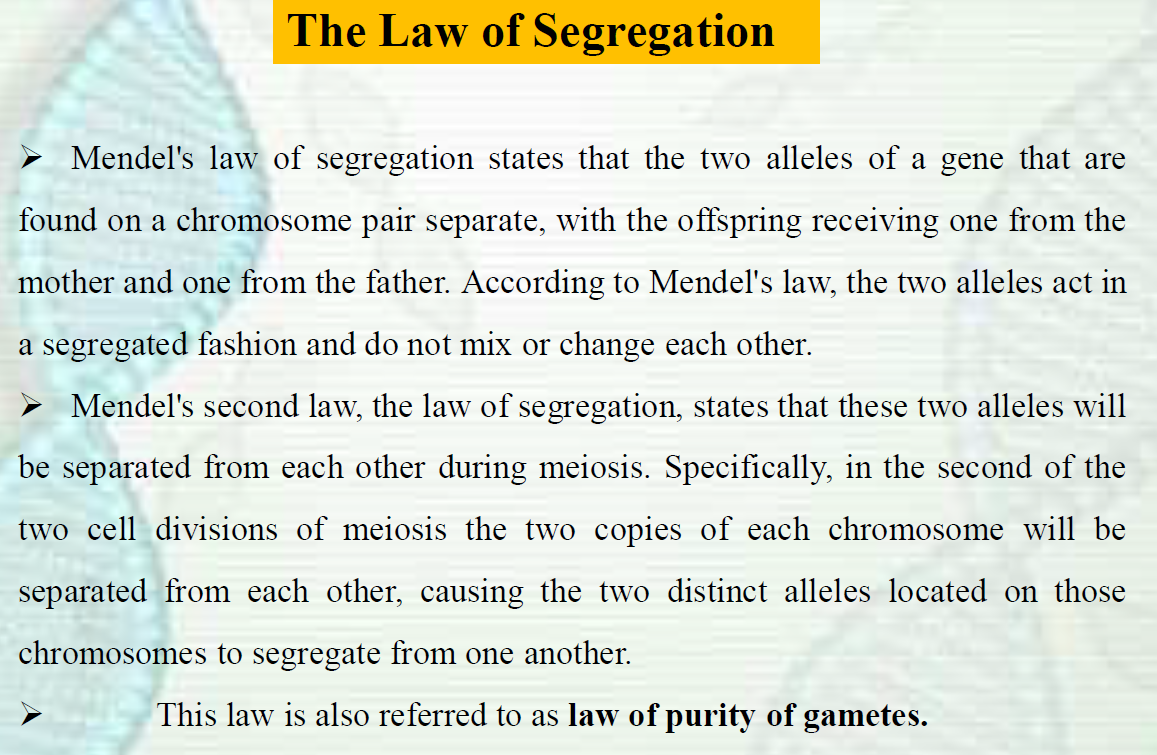 The Law of Segregation
➢ Mendel's law of segregation states that the two alleles of a gene that are
found on a chromosome pair separate, with the offspring receiving one from the
mother and one from the father. According to Mendel's law, the two alleles act in
a segregated fashion and do not mix or change each other.
➢ Mendel's second law, the law of segregation, states that these two alleles will
be separated from each other during meiosis. Specifically, in the second of the
two cell divisions of meiosis the two copies of each chromosome will be
separated from each other, causing the two distinct alleles located on those
chromosomes to segregate from one another.
➢ This law is also referred to as law of purity of gametes.